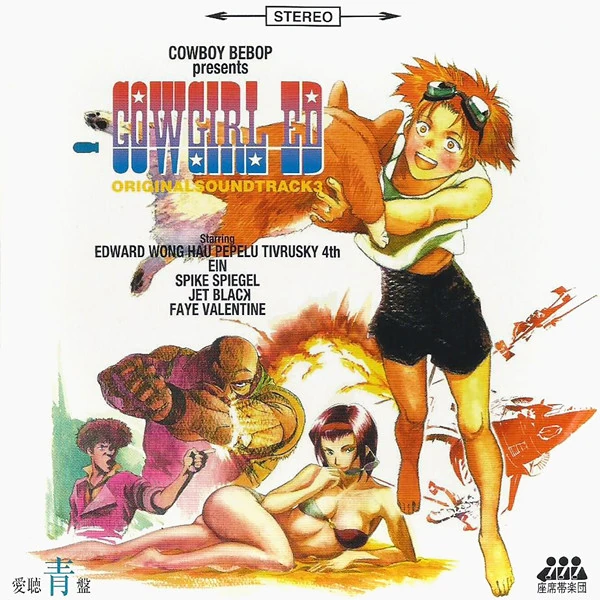 STEREO
COWBOY BEBOP
presents
COWGIRL ED
ORIGINALSOUNDTRACK3
Starring
EDWARD WONG HAU PEPELU TIVRUSKY 4th
EIN
SPIKE SPIEGEL
JET BLACK
FAYE VALENTINE
愛聴青盤
座席帯楽団